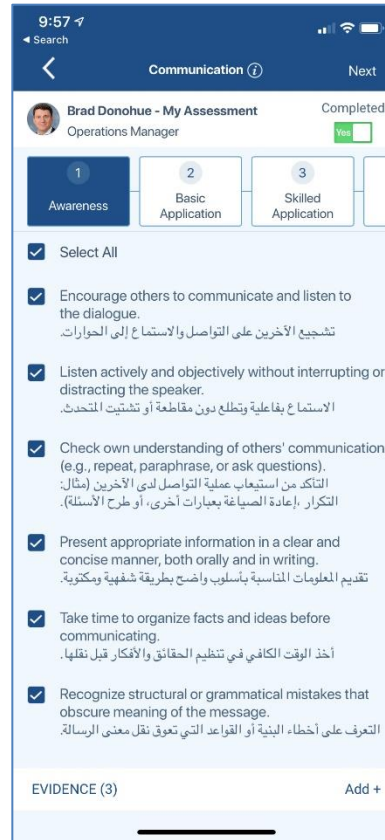 9:57
◀ Search
Communication
Next
Brad Donohue - My Assessment
Completed
Operations Manager
Yes
1
2
3
Awareness
Basic
Application
Skilled
Application
Select All
Encourage others to communicate and listen to
the dialogue.
تشجيع الآخرين على التواصل والاستماع إلى الحوارات.
Listen actively and objectively without interrupting or
distracting the speaker.
الاستماع بفاعلية وتطلع دون مقاطعة أو تشتيت المتحدث.
Check own understanding of others' communication
(e.g., repeat, paraphrase, or ask questions).
التأكد من استيعاب عملية التواصل لدى الآخرين (مثال:
التكرار ،إعادة الصياغة بعبارات أخرى، أو طرح الأسئلة).
Present appropriate information in a clear and
concise manner, both orally and in writing.
تقديم المعلومات المناسبة بأسلوب واضح بطريقة شفهية ومكتوبة.
Take time to organize facts and ideas before
communicating.
أخذ الوقت الكافي في تنظيم الحقائق والأفكار قبل نقلها.
Recognize structural or grammatical mistakes that
obscure meaning of the message.
التعرف على أخطاء البنية أو القواعد التي تعوق نقل معنى الرسالة.
EVIDENCE (3)
Add +